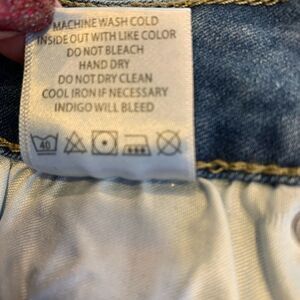 MACHINE WASH COLD
INSIDE OUT WITH LIKE COLOR
DO NOT BLEACH
HAND DRY
DO NOT DRY CLEAN
COOL IRON IF NECESSARY
INDIGO WILL BLEED
40